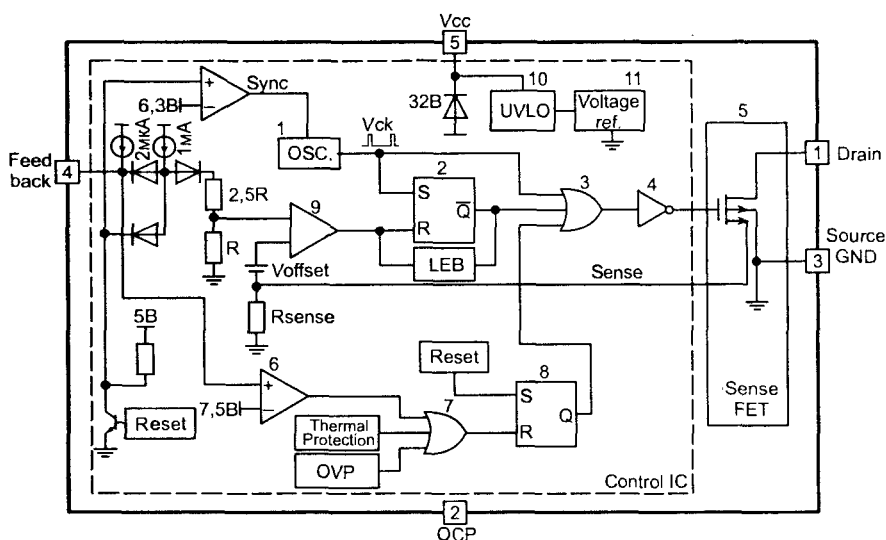 Vcc
5
Sync
6,3В
32В
10
UVLO
11
Voltage
ref.
5
1
OSC.
Vck
2мкА
1мА
Feed
back
4
2,5R
R
9
2
S
R
Q
3
4
1
Drain
Source
GND
3
Voffset
LEB
Sense
Rsense
5В
Reset
6
7,5В
Reset
8
S
R
Q
7
Thermal
Protection
OVP
Sense
FET
Control IC
2
OCP